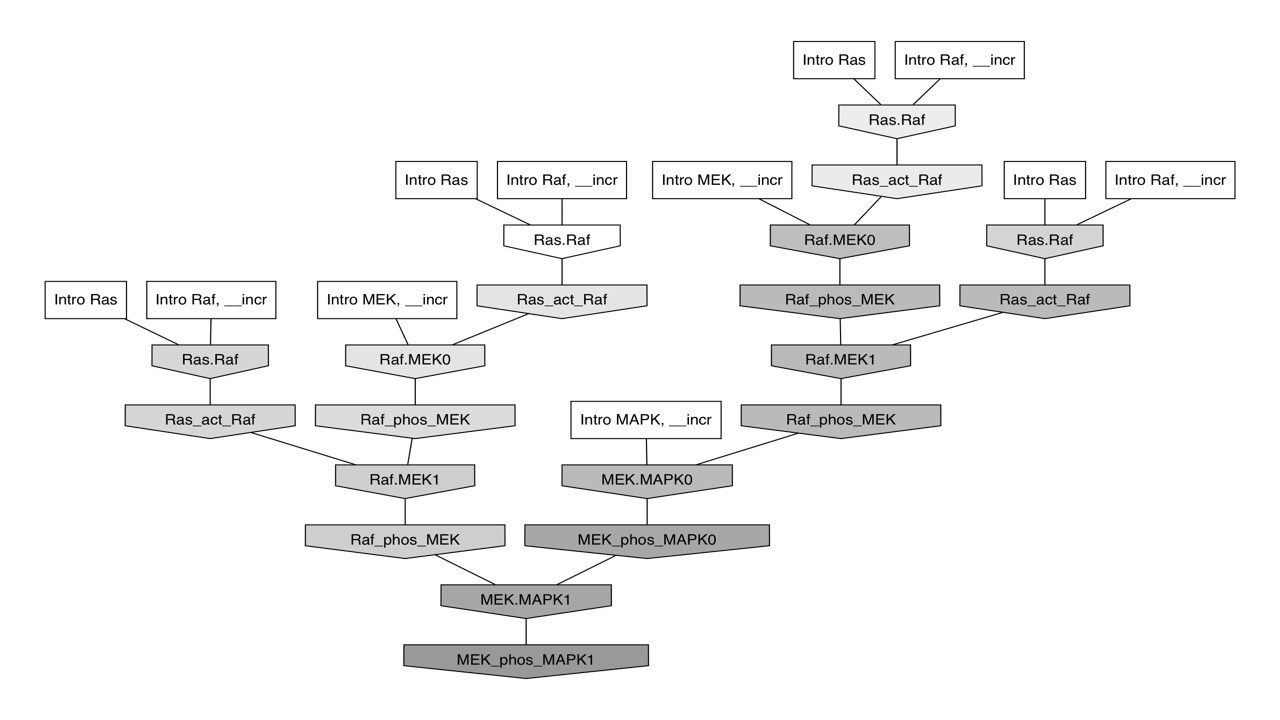 Intro Ras
Intro Raf, __incr
Ras.Raf
Intro Ras
Intro Raf, __incr
Intro MEK, __incr
Ras_act_Raf
Intro Ras
Intro Raf, __incr
Ras.Raf
Raf.MEK0
Ras.Raf
Intro Ras
Intro Raf, __incr
Intro MEK, __incr
Ras_act_Raf
Raf_phos_MEK
Ras_act_Raf
Ras.Raf
Raf.MEK0
Raf.MEK1
Ras_act_Raf
Raf_phos_MEK
Intro MAPK, __incr
Raf_phos_MEK
Raf.MEK1
MEK.MAPK0
Raf_phos_MEK
MEK_phos_MAPK0
MEK.MAPK1
MEK_phos_MAPK1